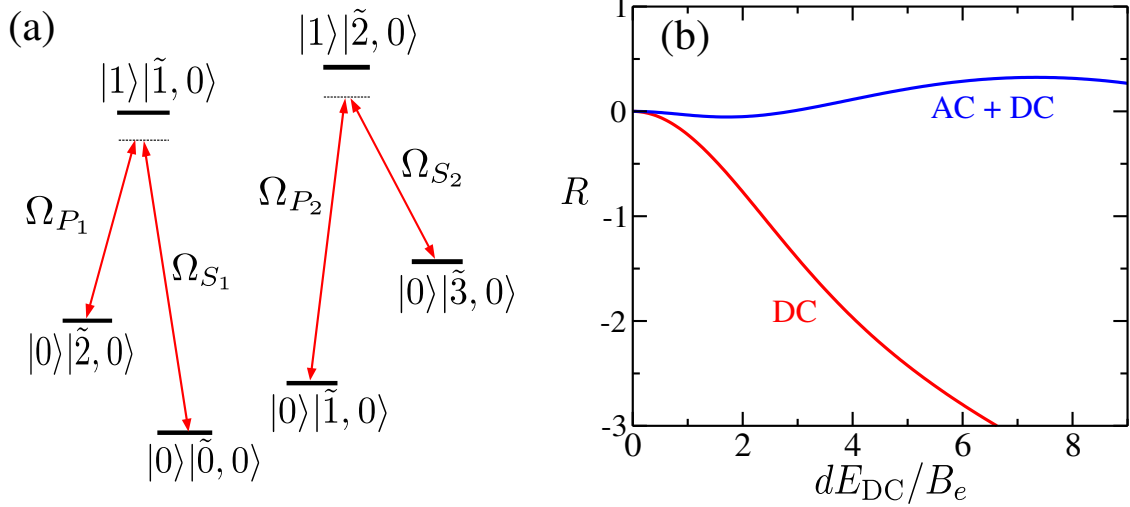 (a)
|1⟩|2̃, 0⟩
|1⟩|1̃, 0⟩
Ω_{P_1}
Ω_{S_1}
Ω_{P_2}
Ω_{S_2}
|0⟩|3̃, 0⟩
|0⟩|2̃, 0⟩
|0⟩|1̃, 0⟩
|0⟩|0̃, 0⟩
(b)
1
0
-1
-2
-3
R
AC + DC
DC
0 2 4 6 8
dE_{DC}/B_e